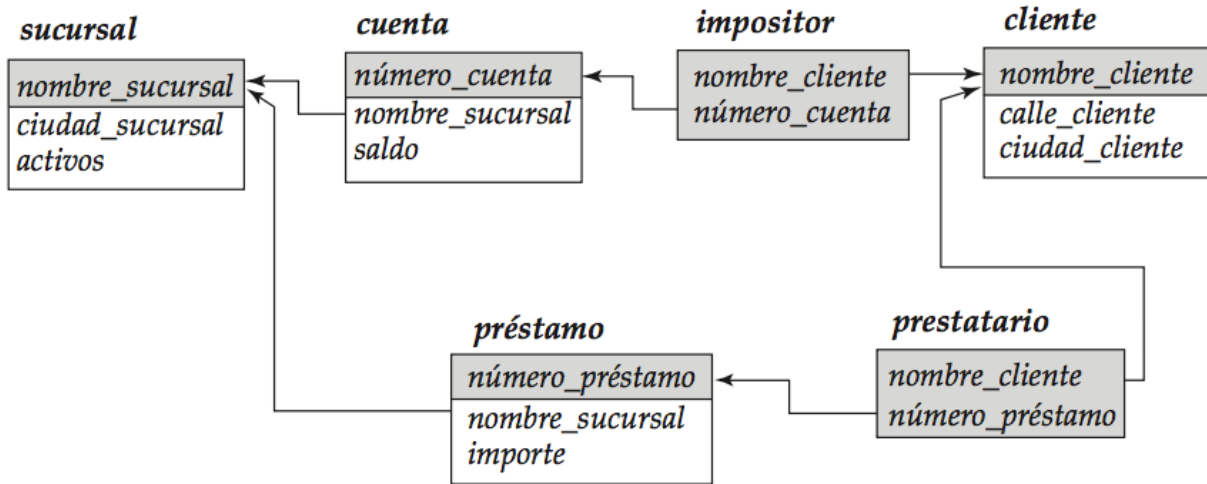 sucursal
nombre_sucursal
ciudad_sucursal
activos
cuenta
número_cuenta
nombre_sucursal
saldo
impositor
nombre_cliente
número_cuenta
cliente
nombre_cliente
calle_cliente
ciudad_cliente
préstamo
número_préstamo
nombre_sucursal
importe
prestatario
nombre_cliente
número_préstamo